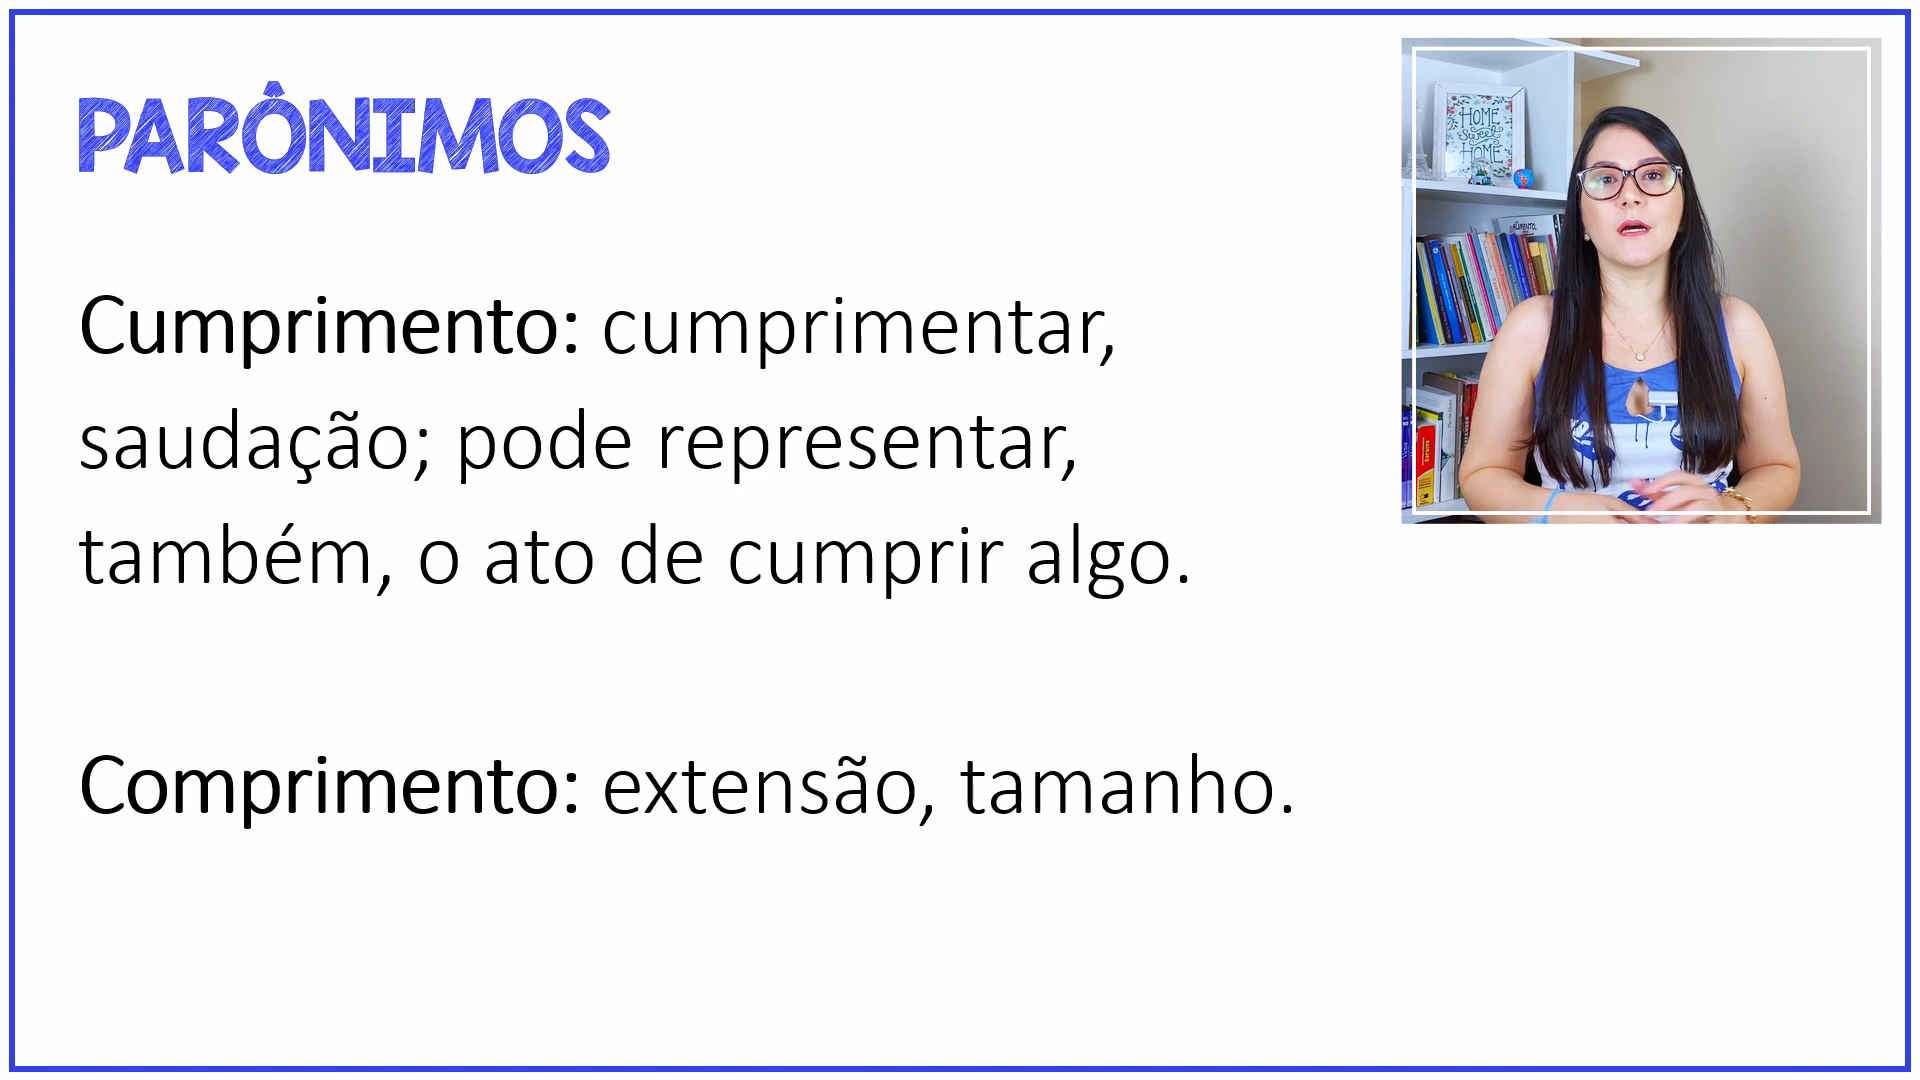 PARÔNIMOS
Cumprimento: cumprimentar,
saudação; pode representar,
também, o ato de cumprir algo.
Comprimento: extensão, tamanho.
HOME
sweet
HOME